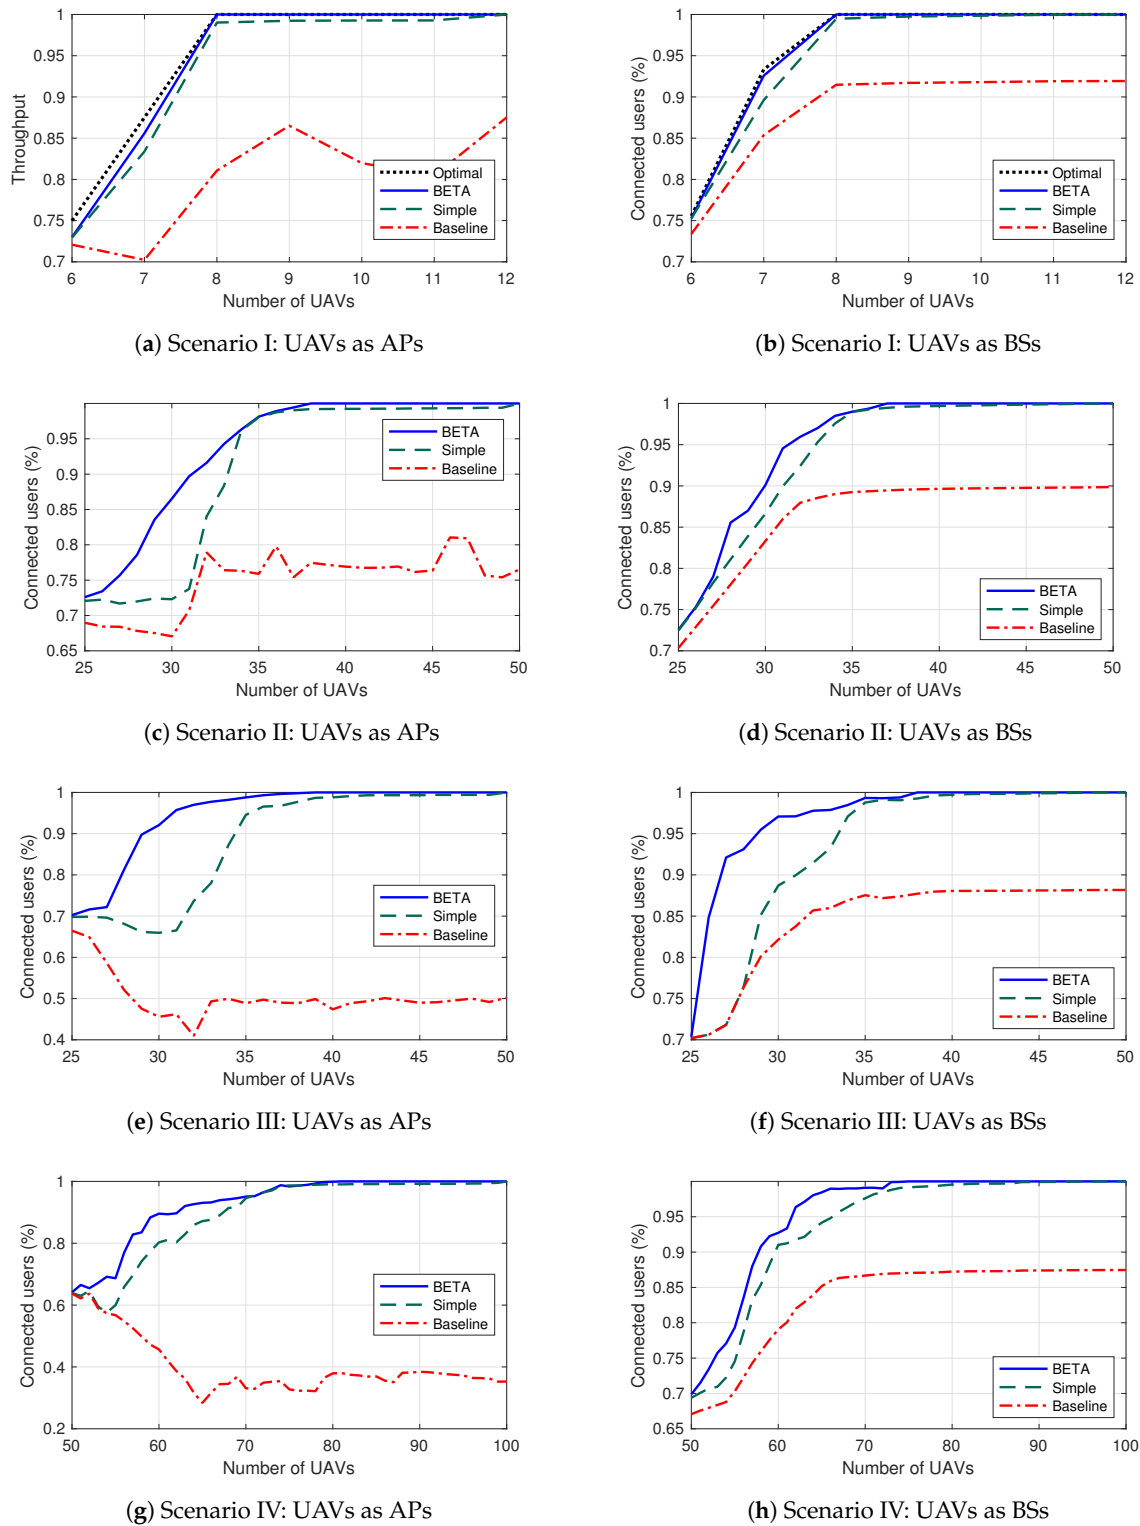 1
0.95
0.9
0.85
0.8
0.75
0.7
Throughput
Optimal
BETA
Simple
Baseline
6 7 8 9 10 11 12
Number of UAVs
(a) Scenario I: UAVs as APs
1
0.95
0.9
0.85
0.8
0.75
0.7
Connected users (%)
Optimal
BETA
Simple
Baseline
6 7 8 9 10 11 12
Number of UAVs
(b) Scenario I: UAVs as BSs
0.95
0.9
0.85
0.8
0.75
0.7
0.65
Connected users (%)
BETA
Simple
Baseline
25 30 35 40 45 50
Number of UAVs
(c) Scenario II: UAVs as APs
1
0.95
0.9
0.85
0.8
0.75
0.7
Connected users (%)
BETA
Simple
Baseline
25 30 35 40 45 50
Number of UAVs
(d) Scenario II: UAVs as BSs
1
0.9
0.8
0.7
0.6
0.5
0.4
Connected users (%)
BETA
Simple
Baseline
25 30 35 40 45 50
Number of UAVs
(e) Scenario III: UAVs as APs
1
0.95
0.9
0.85
0.8
0.75
0.7
Connected users (%)
BETA
Simple
Baseline
25 30 35 40 45 50
Number of UAVs
(f) Scenario III: UAVs as BSs
1
0.8
0.6
0.4
0.2
Connected users (%)
BETA
Simple
Baseline
50 60 70 80 90 100
Number of UAVs
(g) Scenario IV: UAVs as APs
1
0.95
0.9
0.85
0.8
0.75
0.7
0.65
Connected users (%)
BETA
Simple
Baseline
50 60 70 80 90 100
Number of UAVs
(h) Scenario IV: UAVs as BSs